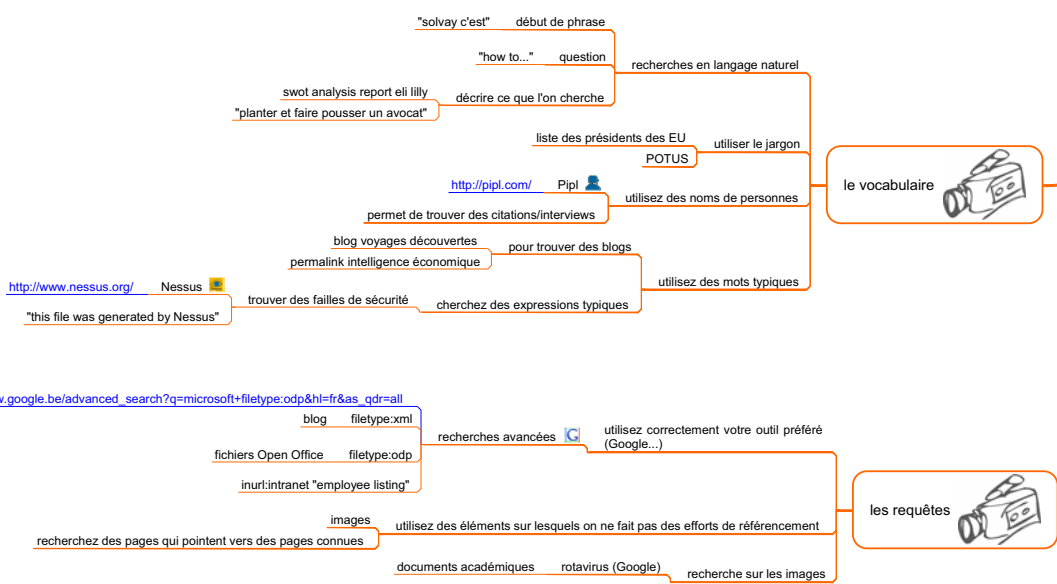 "solvay c'est" début de phrase
"how to..." question
recherches en langage naturel
swot analysis report eli lilly
décrire ce que l'on cherche
"planter et faire pousser un avocat"
liste des présidents des EU
utiliser le jargon
POTUS
le vocabulaire
http://pipl.com/ Pipl
utilisez des noms de personnes
permet de trouver des citations/interviews
blog voyages découvertes
pour trouver des blogs
permalink intelligence économique
utilisez des mots typiques
http://www.nessus.org/ Nessus
trouver des failles de sécurité
cherchez des expressions typiques
"this file was generated by Nessus"
w.google.be/advanced_search?q=microsoft+filetype:odp&hl=fr&as_qdr=all
blog filetype:xml
recherches avancées
utilisez correctement votre outil préféré
(Google...)
fichiers Open Office filetype:odp
inurl:intranet "employee listing"
les requêtes
images
utilisez des éléments sur lesquels on ne fait pas des efforts de référencement
recherchez des pages qui pointent vers des pages connues
documents académiques rotavirus (Google)
recherche sur les images